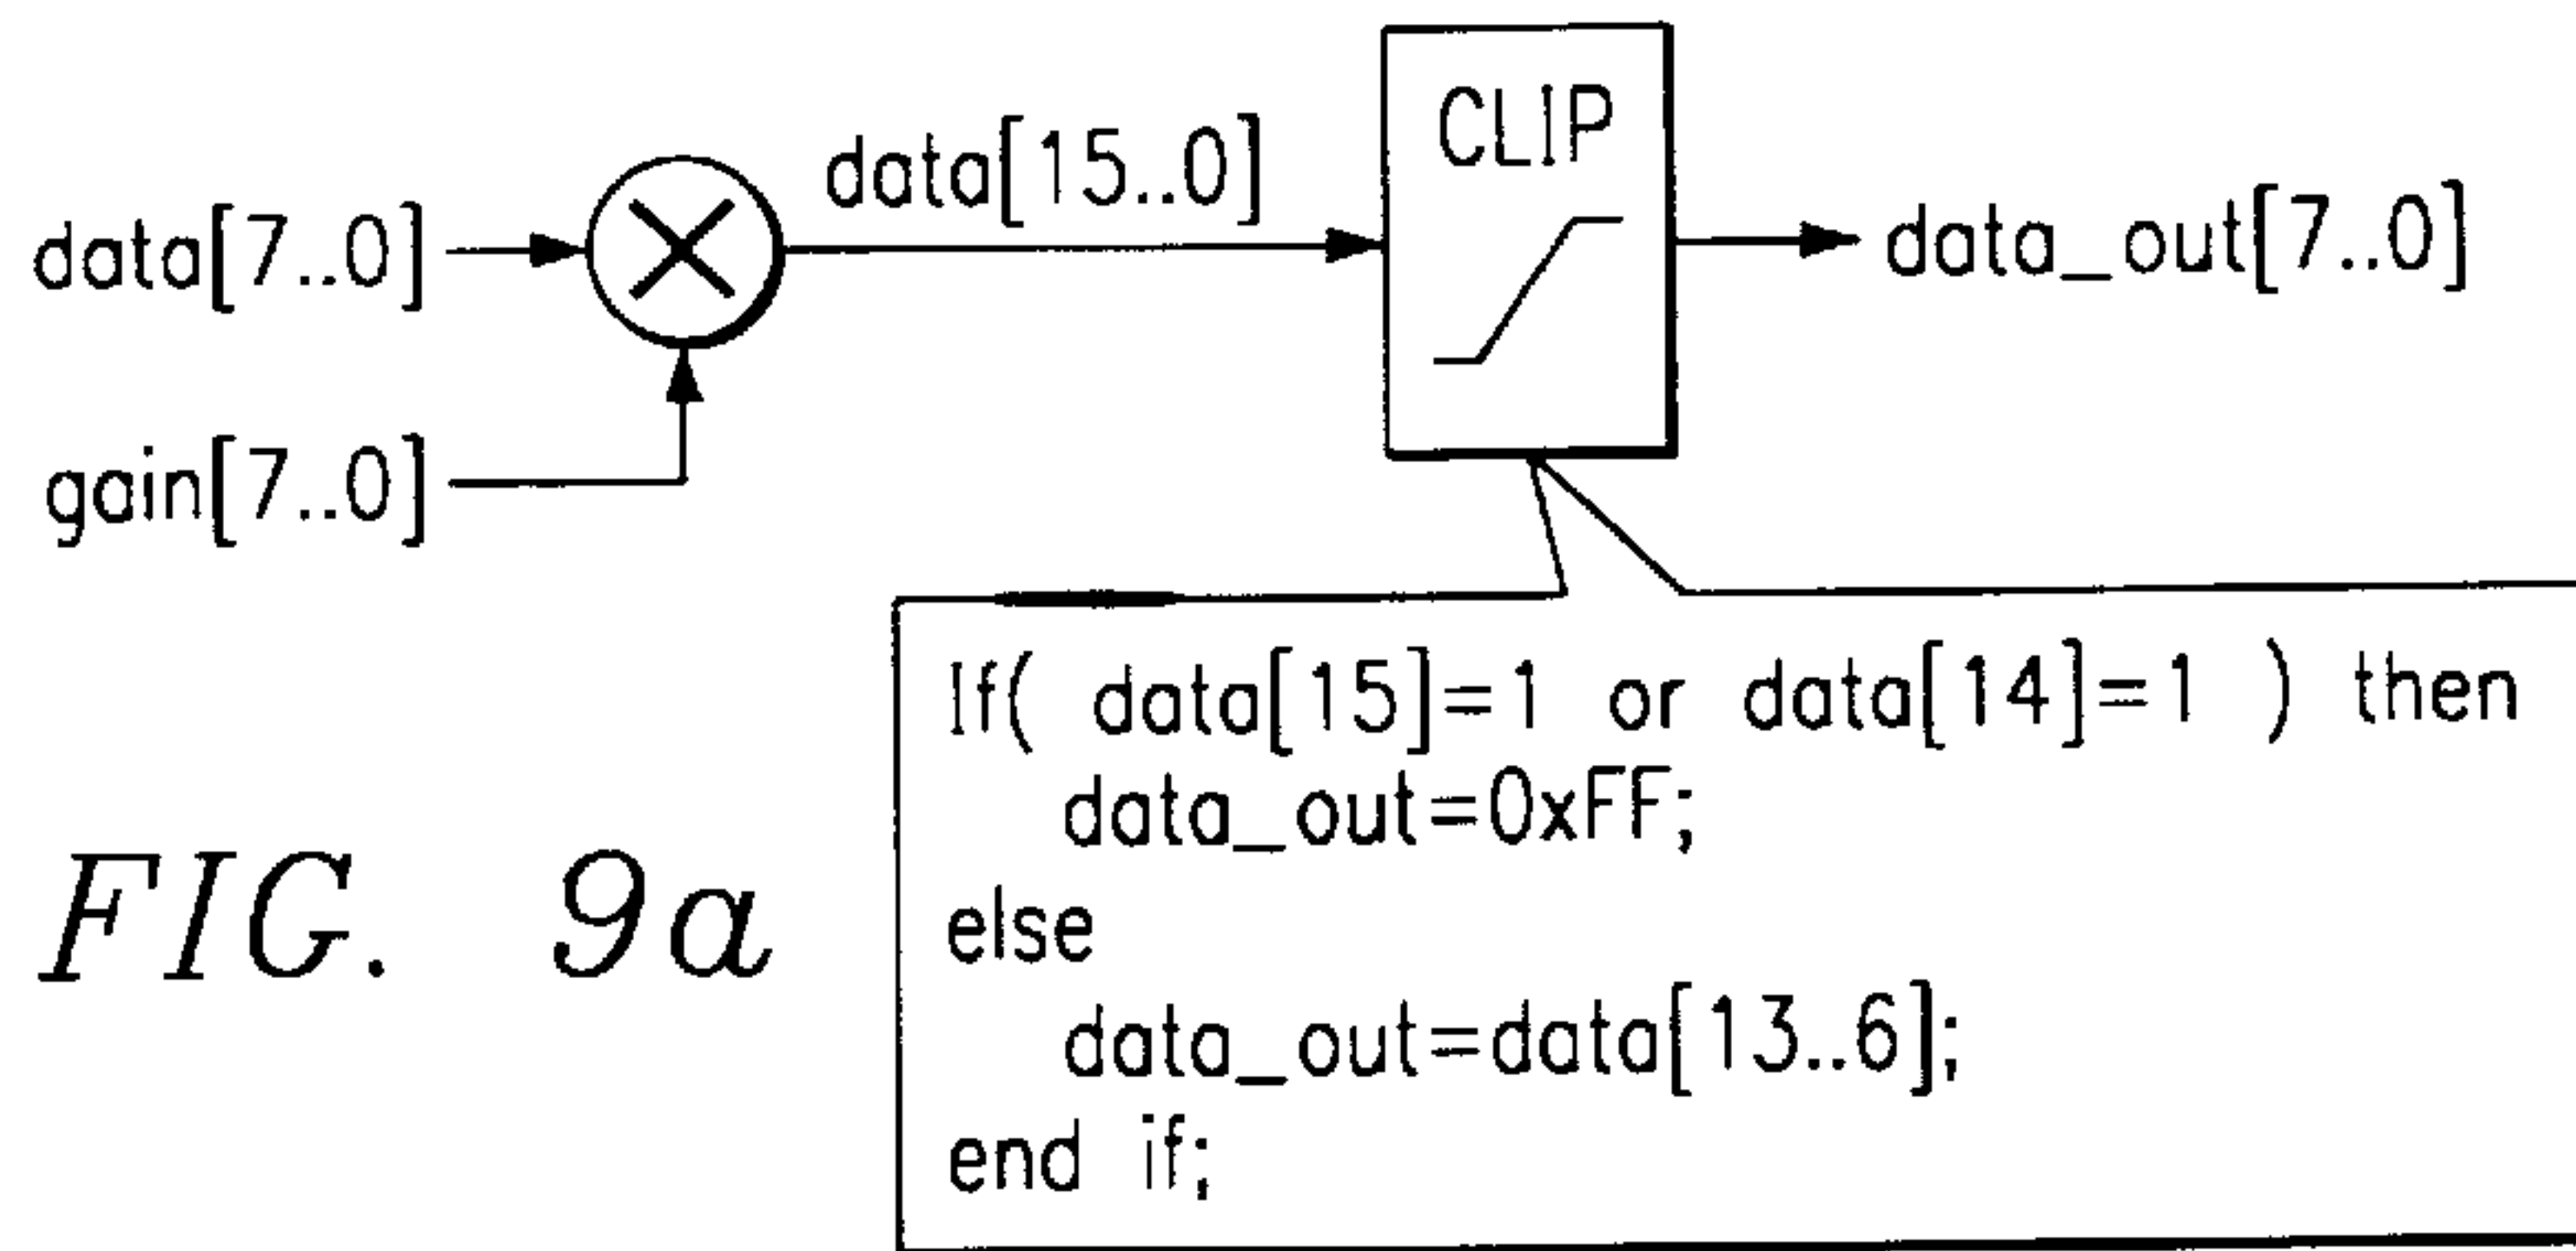 data[7..0]
gain[7..0]
data[15..0]
CLIP
data_out[7..0]
If( data[15]=1 or data[14]=1 ) then
data_out=0xFF;
else
data_out=data[13..6];
end if;
FIG. 9a